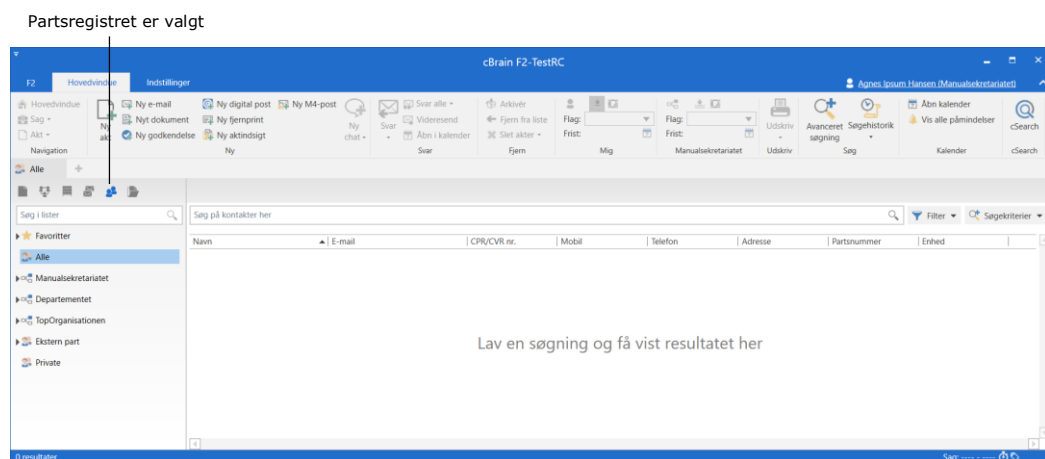 Partsregistret er valgt
cBrain F2-TestRC
F2 Hovedvindue Indstillinger Agnes Ipsum Hansen (Manualsekretariatet)
Hovedvindue Ny e-mail Ny digital post Ny M4-post Svar alle Arkivér Åbn kalender
Sag Nyt dokument Ny fjernprint Videresend Fjern fra liste Flag: Flag: Vis alle påmindelser
Akt Ny akt Ny godkendelse Ny aktindsigt Ny chat Svar Åbn i kalender Slet akter Frist: Frist: Udskriv Avanceret søgning Søgehistorik cSearch
Navigation Ny Svar Fjern Mig Manualsekretariatet Udskriv Søg Kalender cSearch
Alle
Søg i lister Søg på kontakter her Filter Søgekriterier
Favoritter
Navn E-mail CPR/CVR nr. Mobil Telefon Adresse Partsnummer Enhed
Alle
Manualsekretariatet
Departementet
TopOrganisationen
Ekstern part
Lav en søgning og få vist resultatet her
Private
0 resultater Sag: ---- - ----